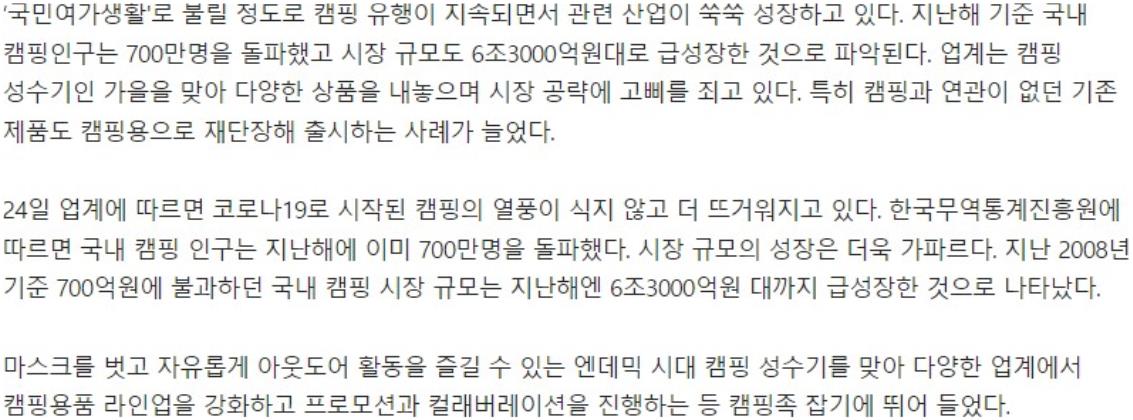 ‘국민여가생활'로 불릴 정도로 캠핑 유행이 지속되면서 관련 산업이 쑥쑥 성장하고 있다. 지난해 기준 국내
캠핑인구는 700만명을 돌파했고 시장 규모도 6조3000억원대로 급성장한 것으로 파악된다. 업계는 캠핑
성수기인 가을을 맞아 다양한 상품을 내놓으며 시장 공략에 고삐를 죄고 있다. 특히 캠핑과 연관이 없던 기존
제품도 캠핑용으로 재단장해 출시하는 사례가 늘었다.
24일 업계에 따르면 코로나19로 시작된 캠핑의 열풍이 식지 않고 더 뜨거워지고 있다. 한국무역통계진흥원에
따르면 국내 캠핑 인구는 지난해에 이미 700만명을 돌파했다. 시장 규모의 성장은 더욱 가파르다. 지난 2008년
기준 700억원에 불과하던 국내 캠핑 시장 규모는 지난해엔 6조3000억원 대까지 급성장한 것으로 나타났다.
마스크를 벗고 자유롭게 아웃도어 활동을 즐길 수 있는 엔데믹 시대 캠핑 성수기를 맞아 다양한 업계에서
캠핑용품 라인업을 강화하고 프로모션과 컬래버레이션을 진행하는 등 캠핑족 잡기에 뛰어 들었다.